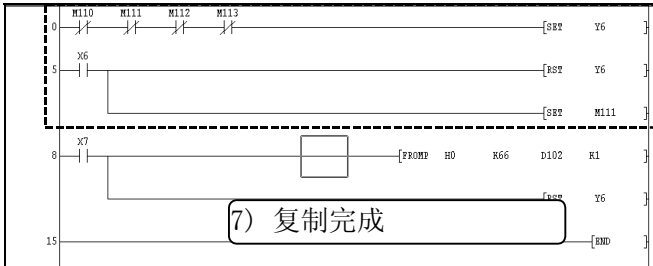 M110 M111 M112 M113
0 [SET Y6 ]
X6
5 [RST Y6 ]
[SET M111 ]
X7
8 [FROMP H0 K66 D102 K1 ]
[RST Y6 ]
7) 复制完成
15 [END ]